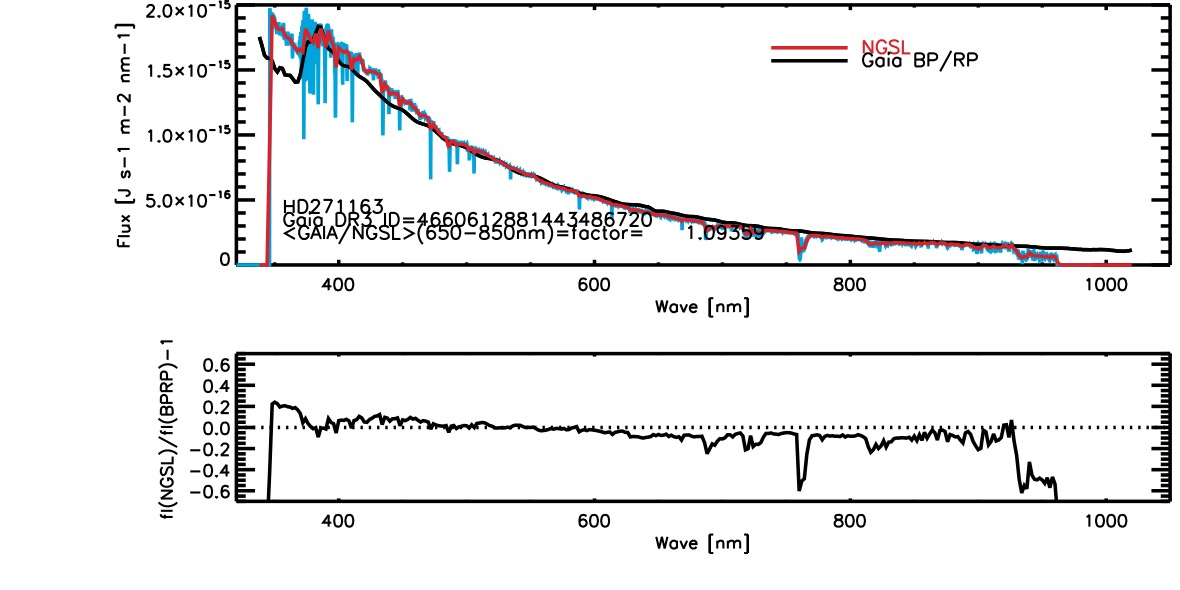 2.0×10⁻¹⁵
1.5×10⁻¹⁵
1.0×10⁻¹⁵
5.0×10⁻¹⁶
0
Flux [J s−1 m−2 nm−1]
NGSL
Gaia BP/RP
HD271163
Gaia DR3 ID=4660612881443486720
<GAIA/NGSL>(650−850nm)=factor= 1.09359
400 600 800 1000
Wave [nm]
0.6
0.4
0.2
0.0
−0.2
−0.4
−0.6
fl(NGSL)/fl(BPRP)−1
400 600 800 1000
Wave [nm]